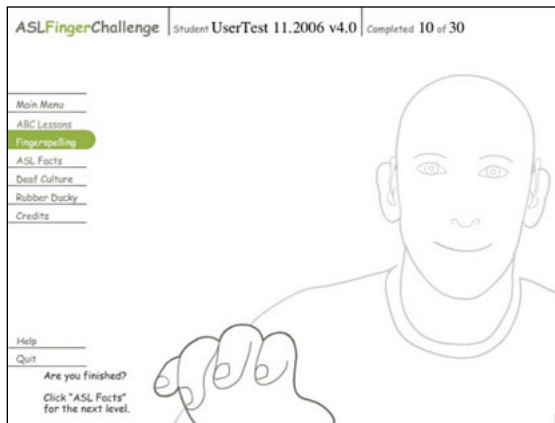 ASLFingerChallenge Student UserTest 11.2006 v4.0 Completed 10 of 30
Main Menu
ABC Lessons
Fingerspelling
ASL Facts
Deaf Culture
Rubber Ducky
Credits
Help
Quit
Are you finished?
Click "ASL Facts"
for the next level.